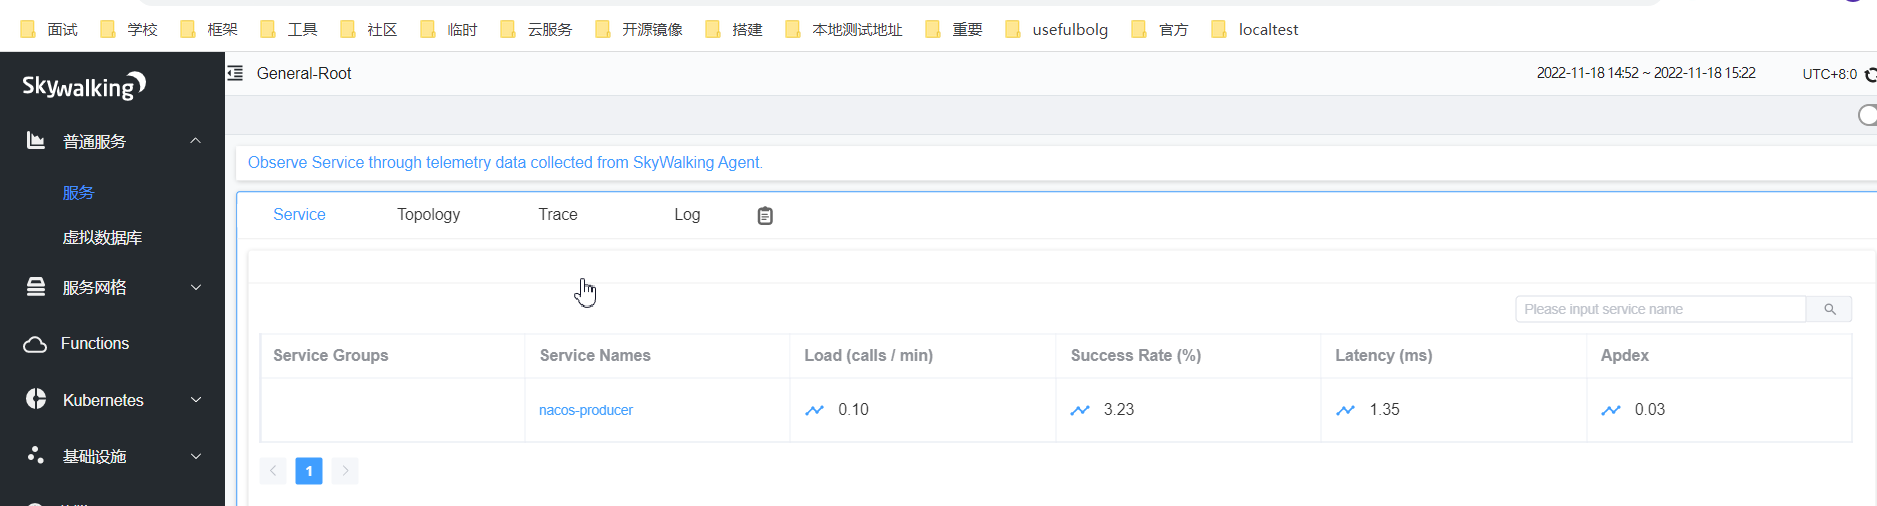 面试 学校 框架 工具 社区 临时 云服务 开源镜像 搭建 本地测试地址 重要 usefulbolg 官方 localtest
Skywalking
General-Root 2022-11-18 14:52 ~ 2022-11-18 15:22 UTC+8:0
普通服务
Observe Service through telemetry data collected from SkyWalking Agent.
服务
Service Topology Trace Log
虚拟数据库
服务网格
Please input service name
Functions
Service Groups Service Names Load (calls / min) Success Rate (%) Latency (ms) Apdex
Kubernetes
nacos-producer 0.10 3.23 1.35 0.03
基础设施
1